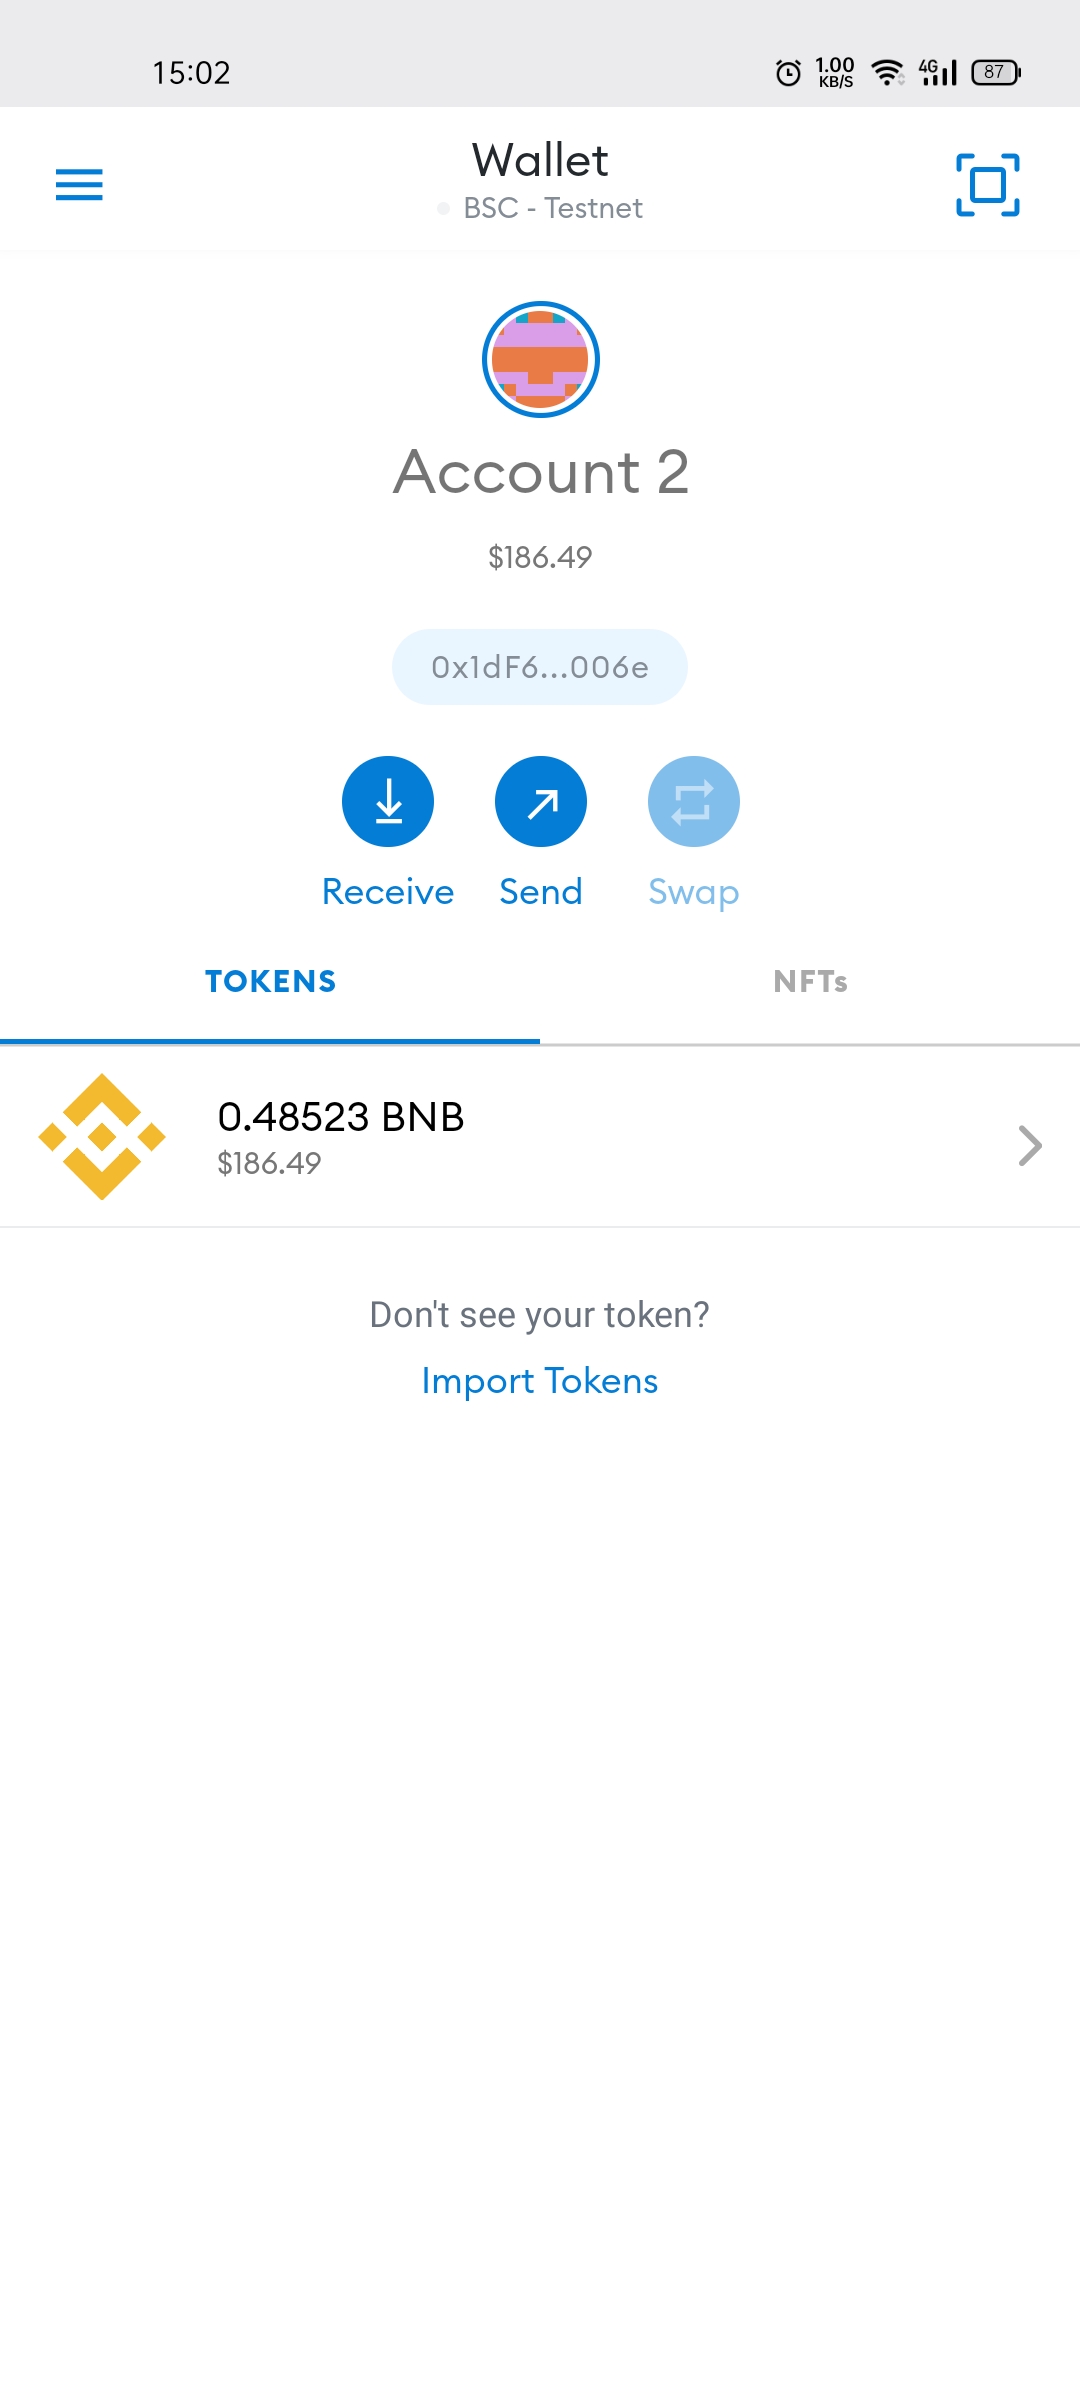 15:02
1.00
KB/S
4G
87
Wallet
BSC - Testnet
Account 2
$186.49
0x1dF6...006e
Receive Send Swap
TOKENS NFTs
0.48523 BNB
$186.49
Don't see your token?
Import Tokens